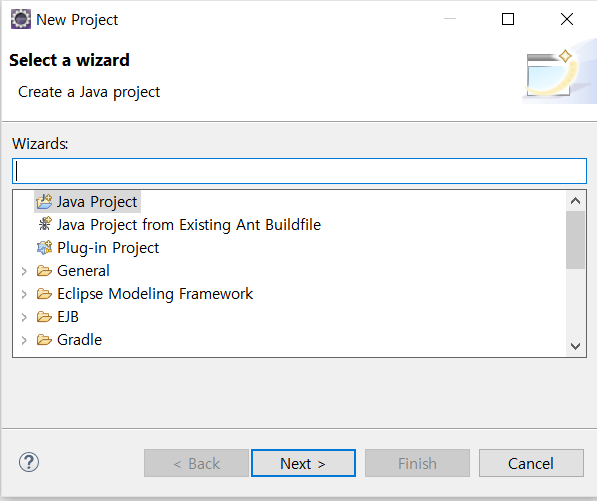 New Project
Select a wizard
Create a Java project
Wizards:
Java Project
Java Project from Existing Ant Buildfile
Plug-in Project
General
Eclipse Modeling Framework
EJB
Gradle
?
< Back
Next >
Finish
Cancel